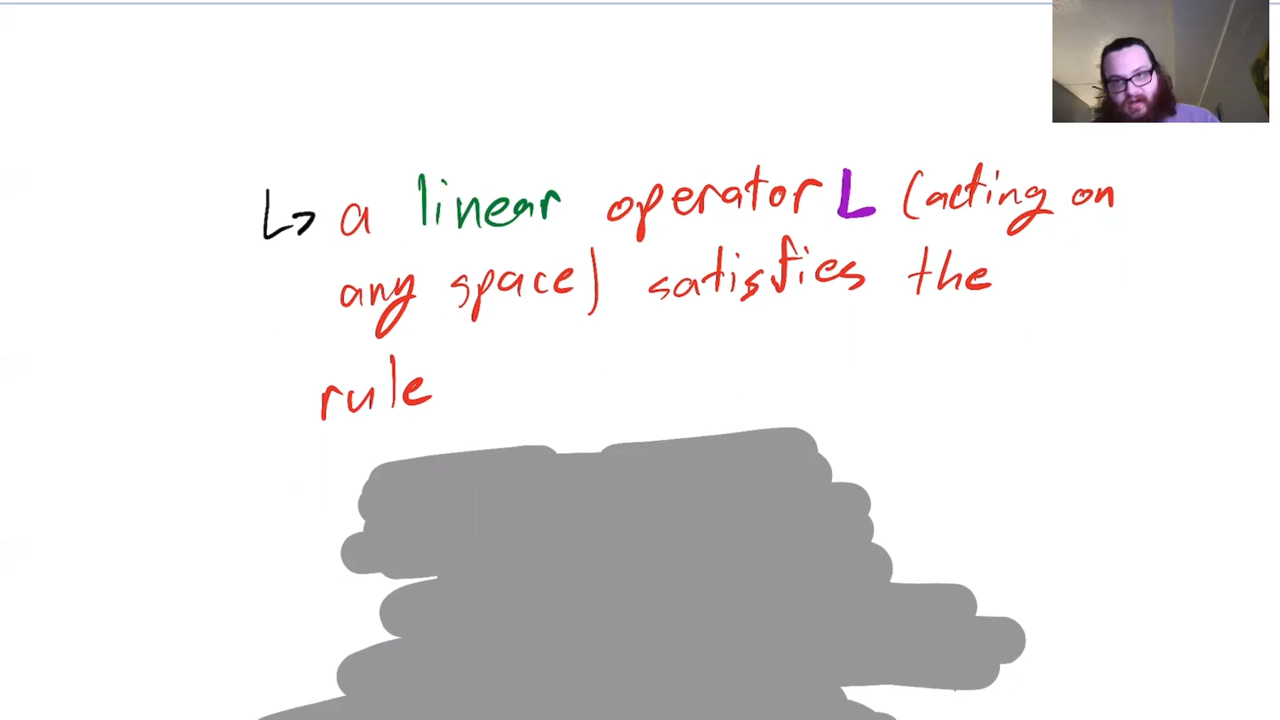 ↳ a linear operator L (acting on
any space) satisfies the
rule